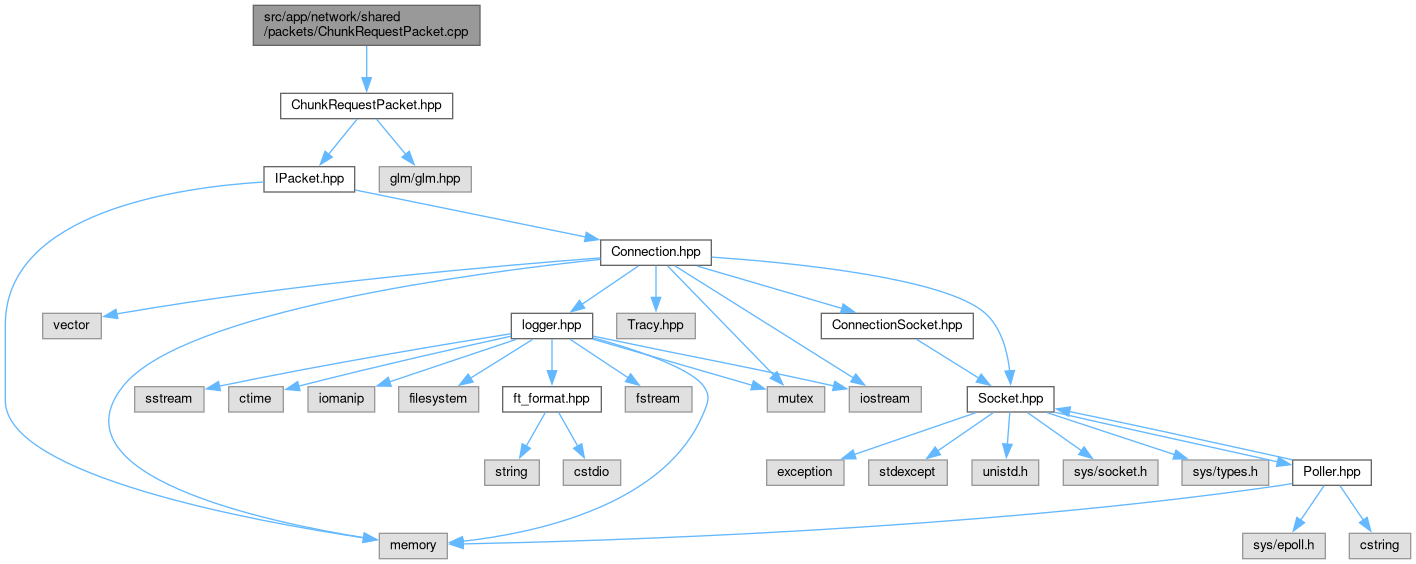 src/app/network/shared
/packets/ChunkRequestPacket.cpp
ChunkRequestPacket.hpp
IPacket.hpp
glm/glm.hpp
Connection.hpp
vector
logger.hpp
Tracy.hpp
ConnectionSocket.hpp
sstream
ctime
iomanip
filesystem
ft_format.hpp
fstream
mutex
iostream
Socket.hpp
string
cstdio
exception
stdexcept
unistd.h
sys/socket.h
sys/types.h
Poller.hpp
memory
sys/epoll.h
cstring